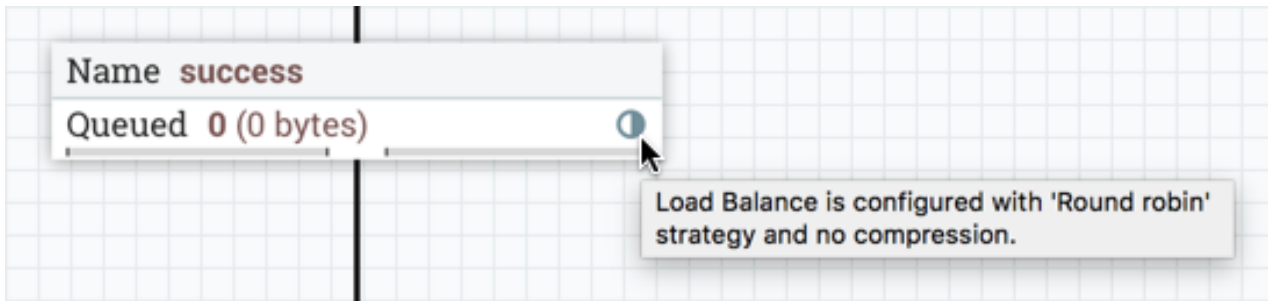 Name success
Queued 0 (0 bytes)
Load Balance is configured with 'Round robin'
strategy and no compression.